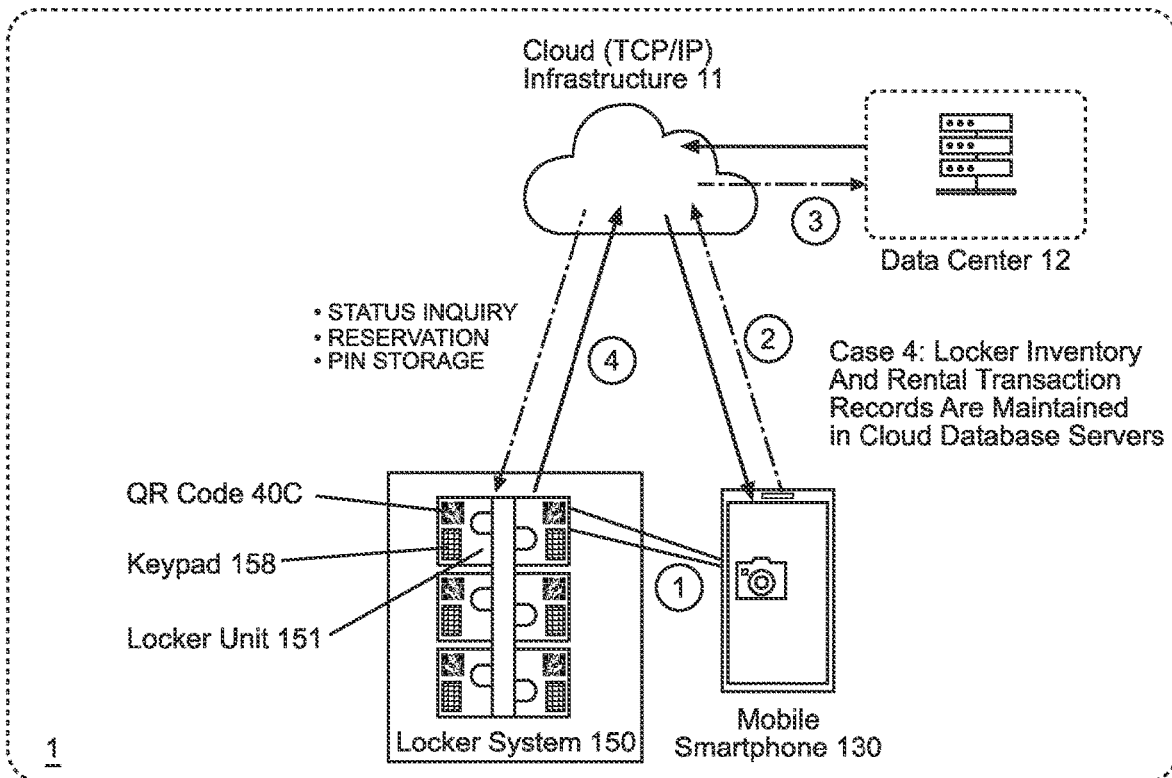 Cloud (TCP/IP)
Infrastructure 11
3
Data Center 12
• STATUS INQUIRY
• RESERVATION
• PIN STORAGE
4
2
Case 4: Locker Inventory
And Rental Transaction
Records Are Maintained
in Cloud Database Servers
QR Code 40C
Keypad 158
1
Locker Unit 151
Locker System 150
Mobile
Smartphone 130
1